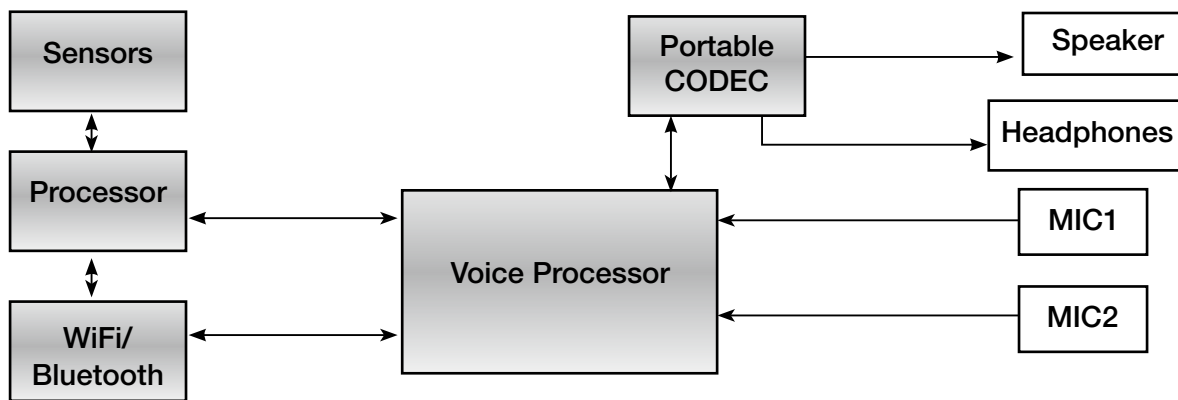 Sensors
Portable
CODEC
Speaker
Headphones
Processor
Voice Processor
MIC1
MIC2
WiFi/
Bluetooth